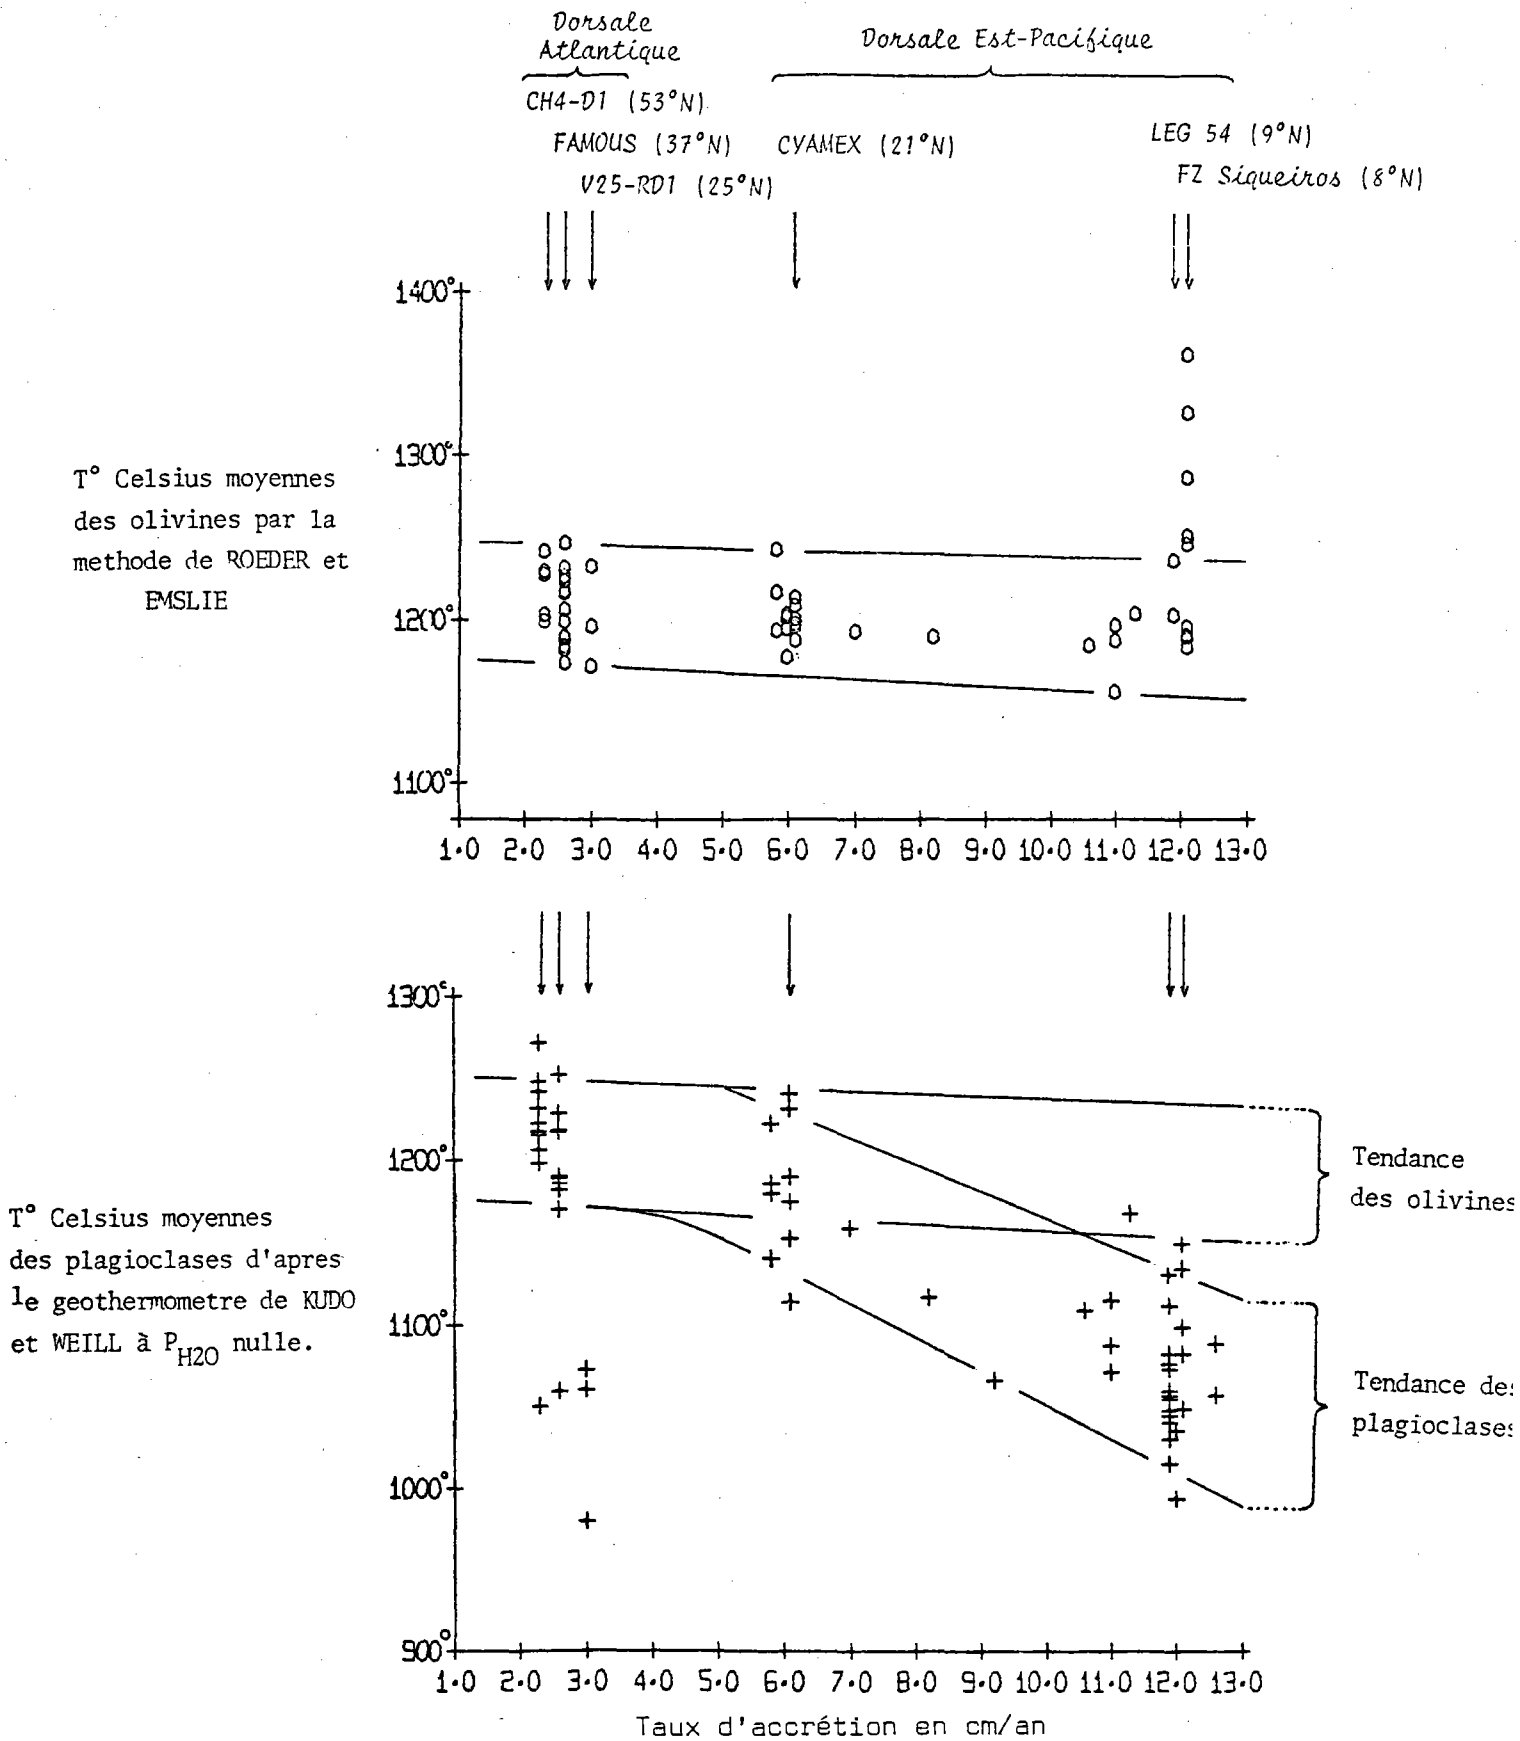 Dorsale
Atlantique
Dorsale Est-Pacifique
CH4-D1 (53°N)
FAMOUS (37°N)
CYAMEX (21°N)
LEG 54 (9°N)
V25-RD1 (25°N)
FZ Siqueiros (8°N)
1400°
1300°
1200°
1100°
T° Celsius moyennes
des olivines par la
methode de ROEDER et
EMSLIE
1.0 2.0 3.0 4.0 5.0 6.0 7.0 8.0 9.0 10.0 11.0 12.0 13.0
1300°
1200°
1100°
1000°
900°
T° Celsius moyennes
des plagioclases d'apres
le geothermometre de KUDO
et WEILL à P H2O nulle.
Tendance
des olivines
Tendance des
plagioclases
1.0 2.0 3.0 4.0 5.0 6.0 7.0 8.0 9.0 10.0 11.0 12.0 13.0
Taux d'accrétion en cm/an